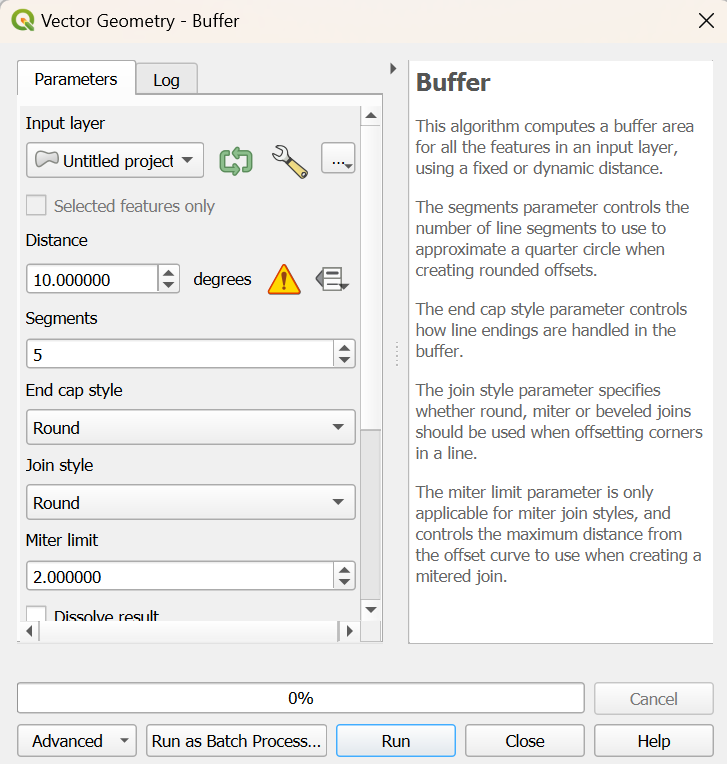 Vector Geometry - Buffer
Parameters
Log
Input layer
Untitled project
...
Selected features only
Distance
10.000000
degrees
Segments
5
End cap style
Round
Join style
Round
Miter limit
2.000000
Dissolve result
Buffer
This algorithm computes a buffer area
for all the features in an input layer,
using a fixed or dynamic distance.
The segments parameter controls the
number of line segments to use to
approximate a quarter circle when
creating rounded offsets.
The end cap style parameter controls
how line endings are handled in the
buffer.
The join style parameter specifies
whether round, miter or beveled joins
should be used when offsetting corners
in a line.
The miter limit parameter is only
applicable for miter join styles, and
controls the maximum distance from
the offset curve to use when creating a
mitered join.
0%
Cancel
Advanced
Run as Batch Process...
Run
Close
Help